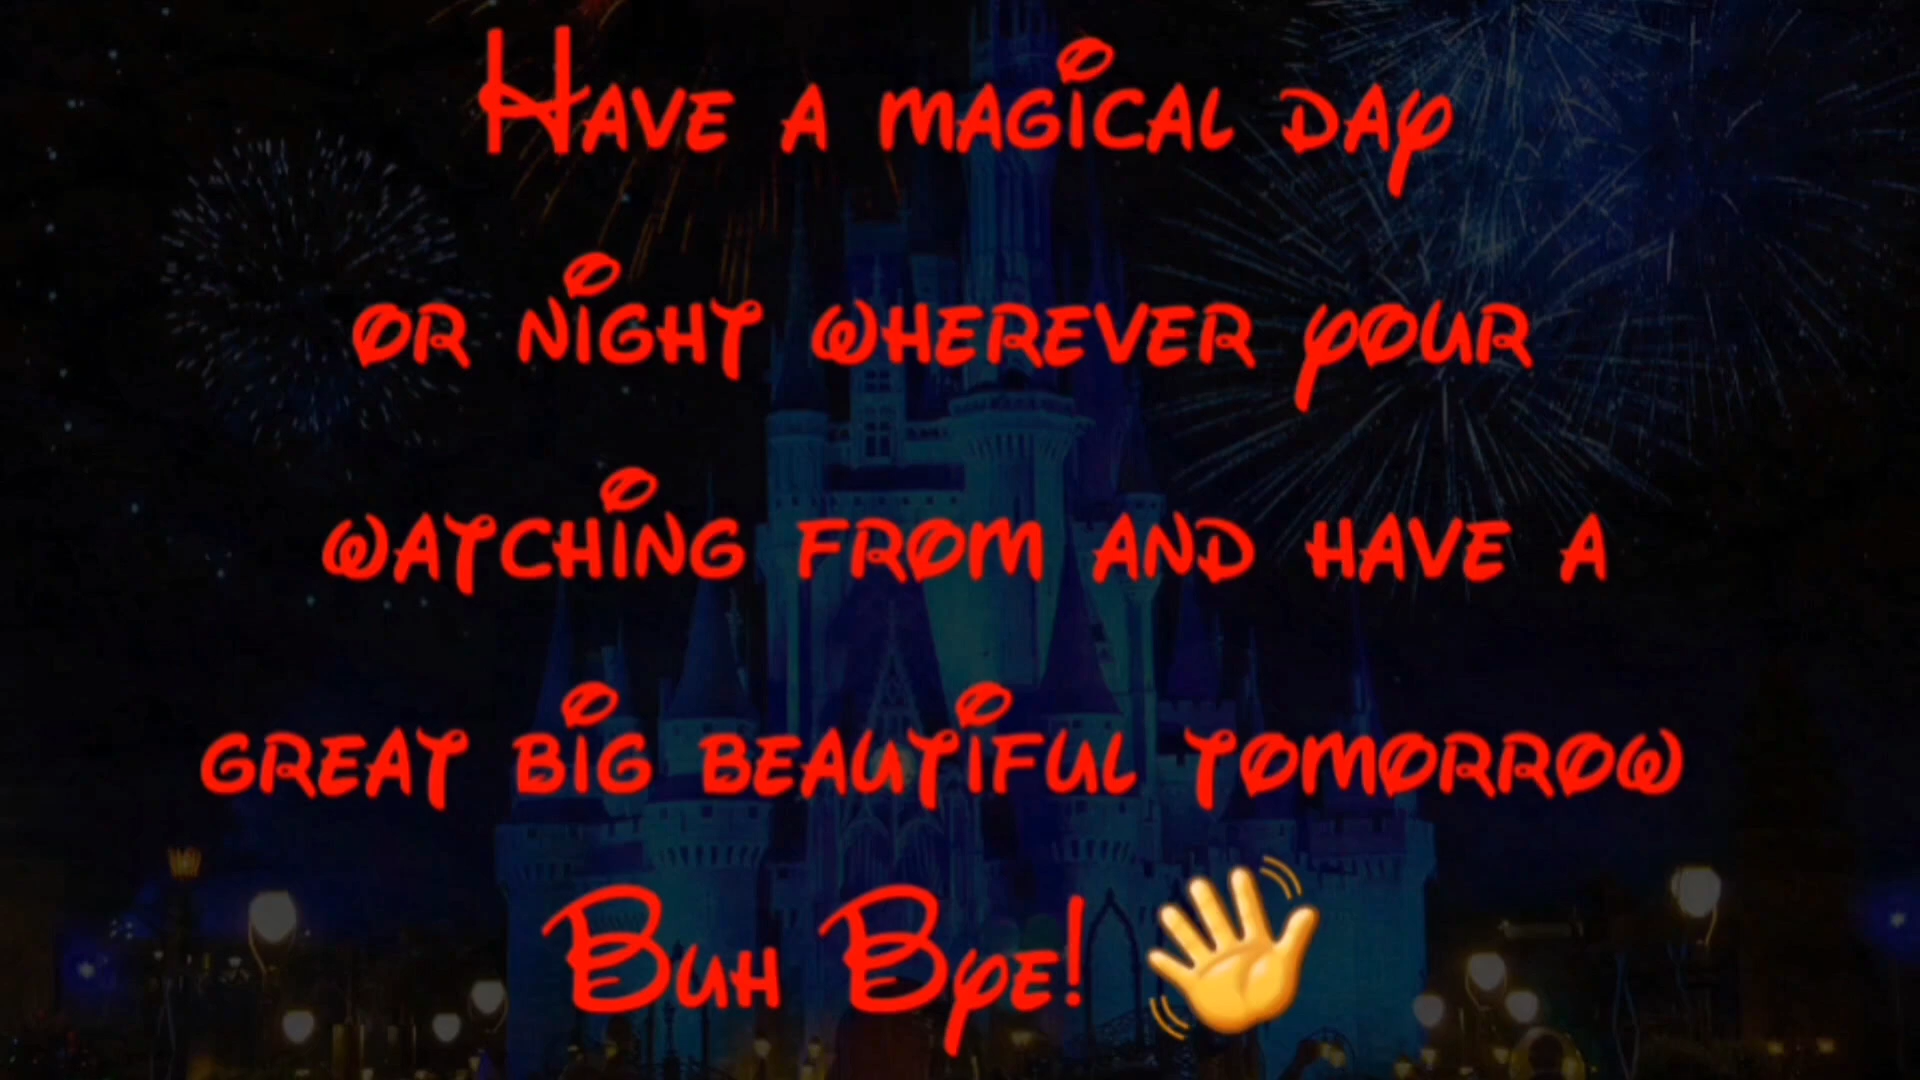 Have a magical day
or night wherever your
watching from and have a
great big beautiful tomorrow
Buh Bye! 👋